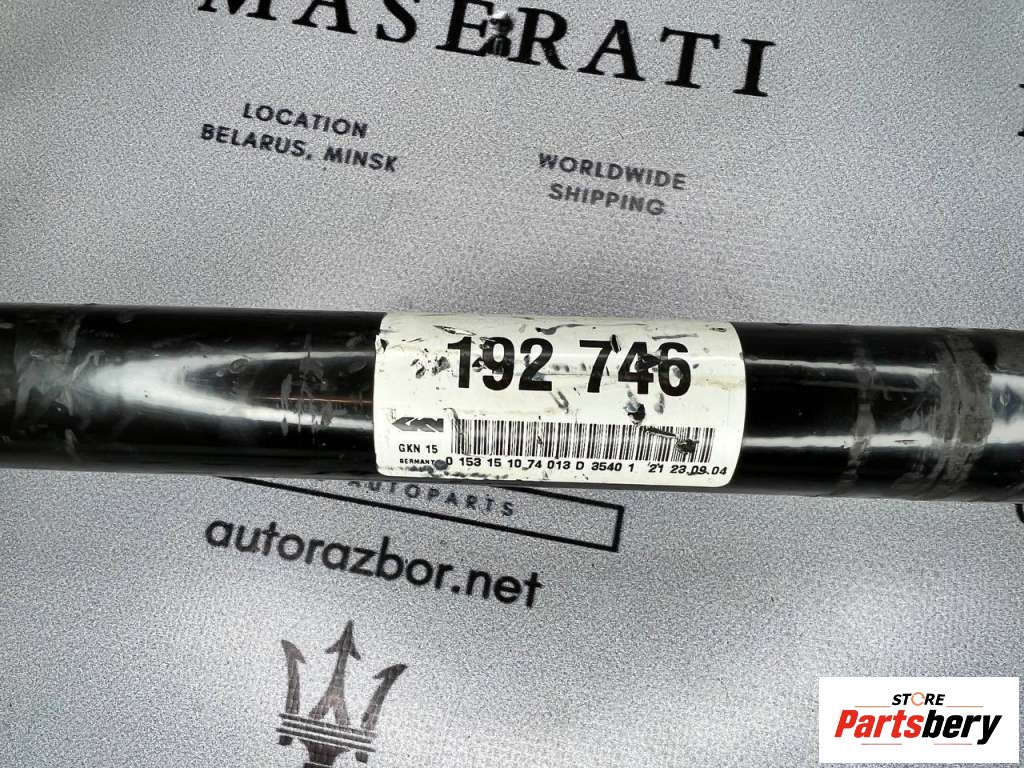 MASERATI
LOCATION
BELARUS, MINSK
WORLDWIDE
SHIPPING
192 746
GKN
GKN 15
GERMANY
0 153 15 10 74 013 D 3540 1 21 23.09.04
AUTOPARTS
autorazbor.net
STORE
Partsbery